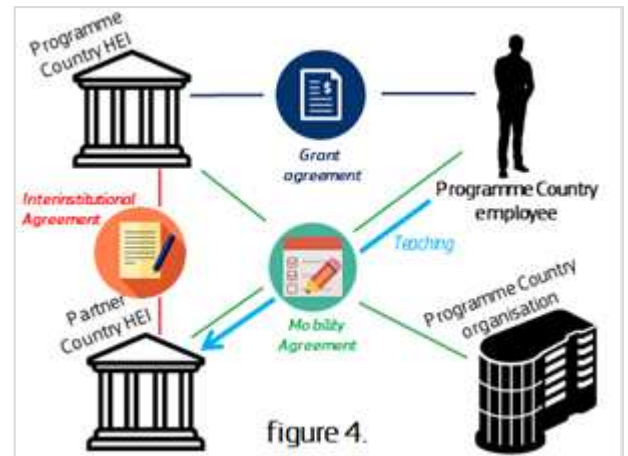 Programme
Country HEI
Grant
agreement
Programme Country
employee
Interinstitutional
Agreement
Teaching
Partner
Country HEI
Mobility
Agreement
Programme Country
organisation
figure 4.